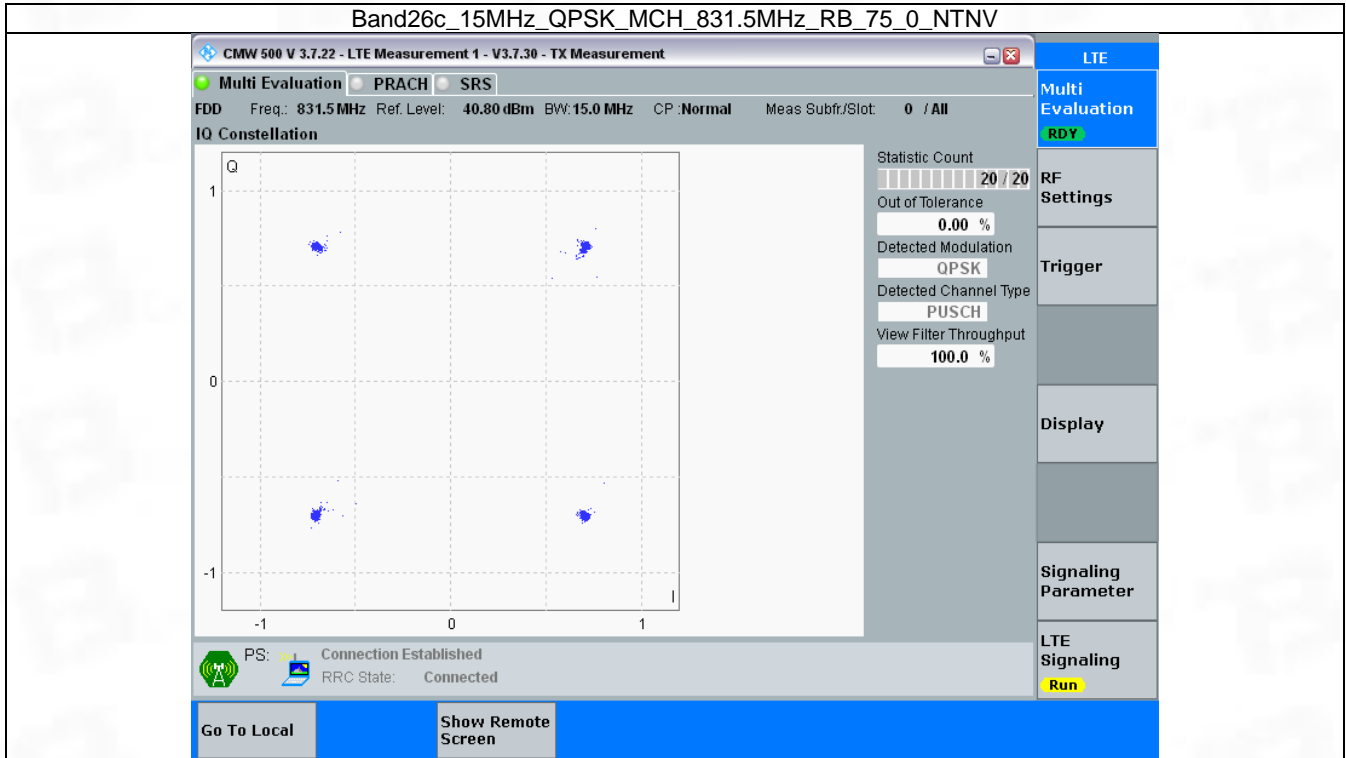 Band26c_15MHz_QPSK_MCH_831.5MHz_RB_75_0_NTNV
CMW 500 V 3.7.22 - LTE Measurement 1 - V3.7.30 - TX Measurement
Multi Evaluation PRACH SRS
FDD Freq.: 831.5 MHz Ref. Level: 40.80 dBm BW: 15.0 MHz CP :Normal Meas Subfr./Slot: 0 / All
IQ Constellation
Q
1
0
-1
I
-1 0 1
Statistic Count
20 / 20
Out of Tolerance
0.00 %
Detected Modulation
QPSK
Detected Channel Type
PUSCH
View Filter Throughput
100.0 %
PS: Connection Established
RRC State: Connected
LTE
Multi
Evaluation
RDY
RF
Settings
Trigger
Display
Signaling
Parameter
LTE
Signaling
Run
Go To Local
Show Remote
Screen